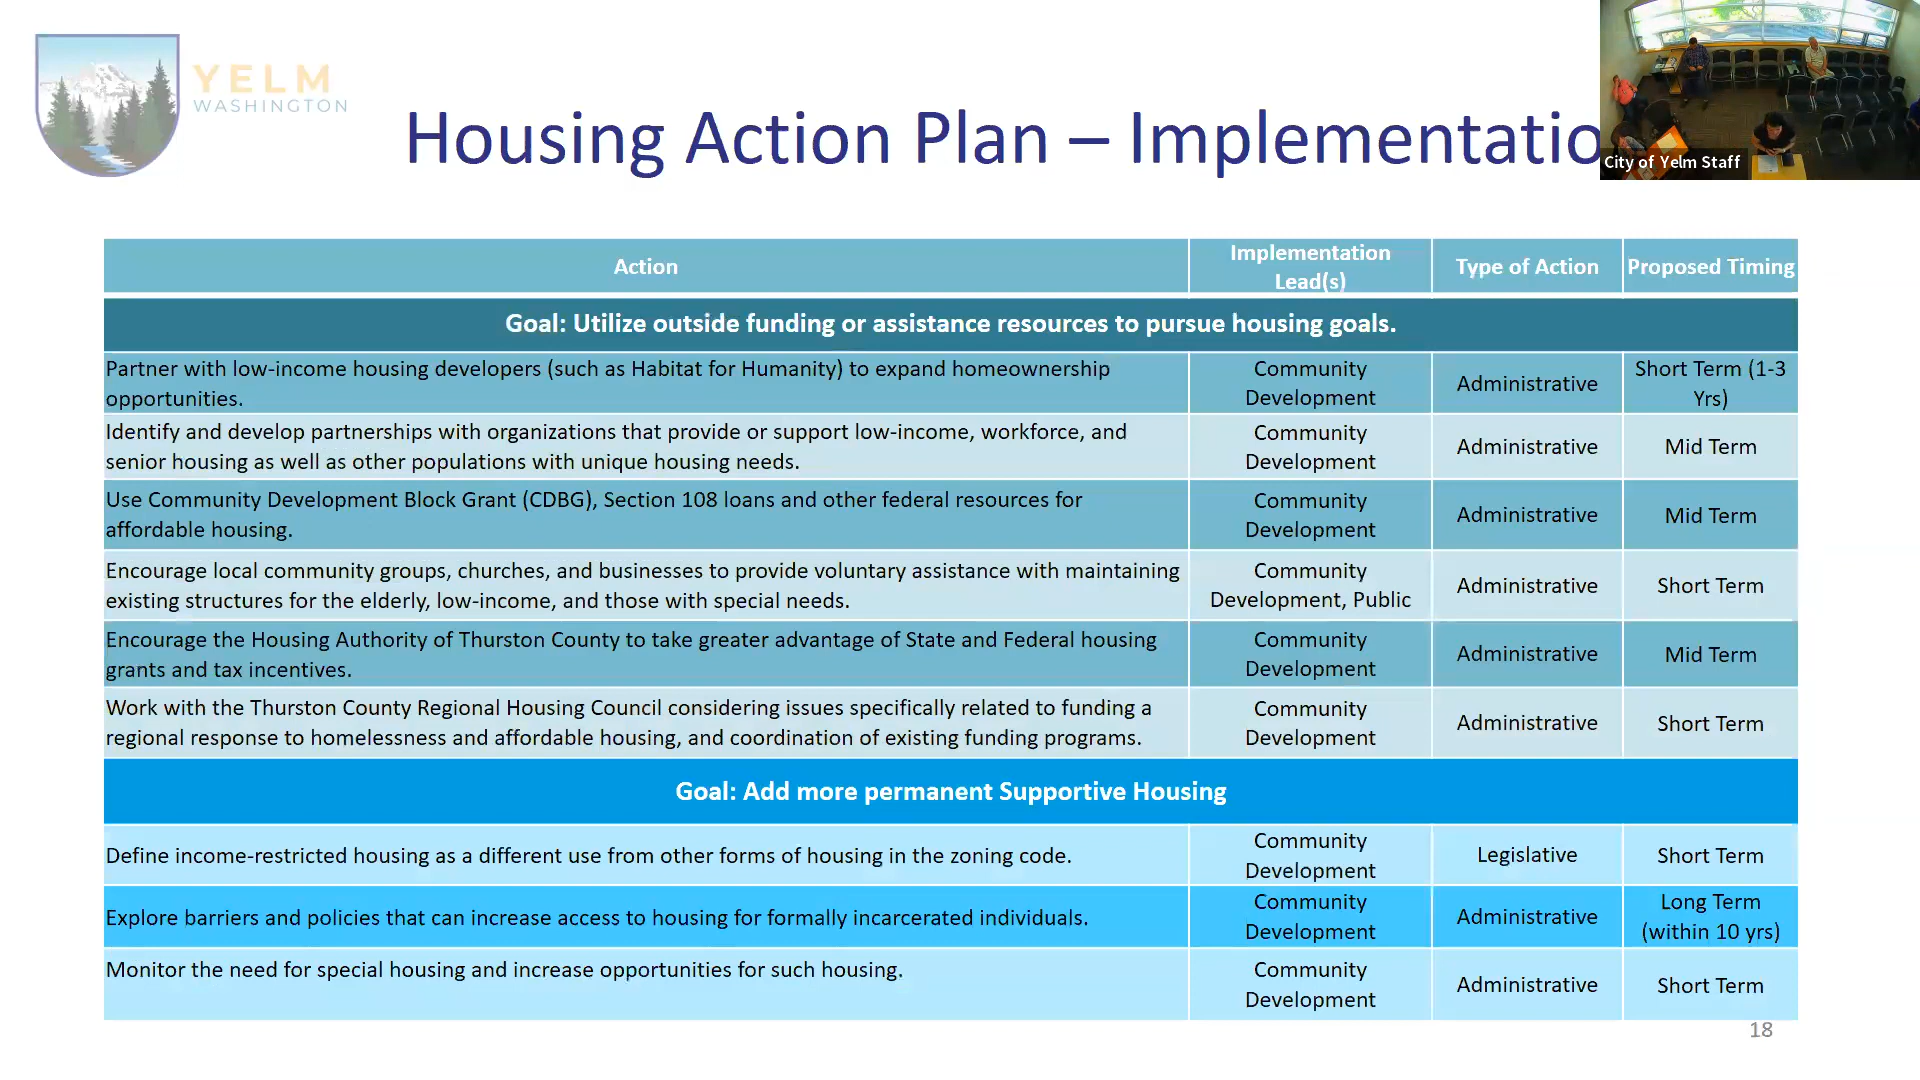 YELM
WASHINGTON
Housing Action Plan – Implementatio
City of Yelm Staff
Action
Implementation
Lead(s)
Type of Action
Proposed Timing
Goal: Utilize outside funding or assistance resources to pursue housing goals.
Partner with low-income housing developers (such as Habitat for Humanity) to expand homeownership
opportunities.
Community
Development
Administrative
Short Term (1-3
Yrs)
Identify and develop partnerships with organizations that provide or support low-income, workforce, and
senior housing as well as other populations with unique housing needs.
Community
Development
Administrative
Mid Term
Use Community Development Block Grant (CDBG), Section 108 loans and other federal resources for
affordable housing.
Community
Development
Administrative
Mid Term
Encourage local community groups, churches, and businesses to provide voluntary assistance with maintaining
existing structures for the elderly, low-income, and those with special needs.
Community
Development, Public
Administrative
Short Term
Encourage the Housing Authority of Thurston County to take greater advantage of State and Federal housing
grants and tax incentives.
Community
Development
Administrative
Mid Term
Work with the Thurston County Regional Housing Council considering issues specifically related to funding a
regional response to homelessness and affordable housing, and coordination of existing funding programs.
Community
Development
Administrative
Short Term
Goal: Add more permanent Supportive Housing
Define income-restricted housing as a different use from other forms of housing in the zoning code.
Community
Development
Legislative
Short Term
Explore barriers and policies that can increase access to housing for formally incarcerated individuals.
Community
Development
Administrative
Long Term
(within 10 yrs)
Monitor the need for special housing and increase opportunities for such housing.
Community
Development
Administrative
Short Term
18